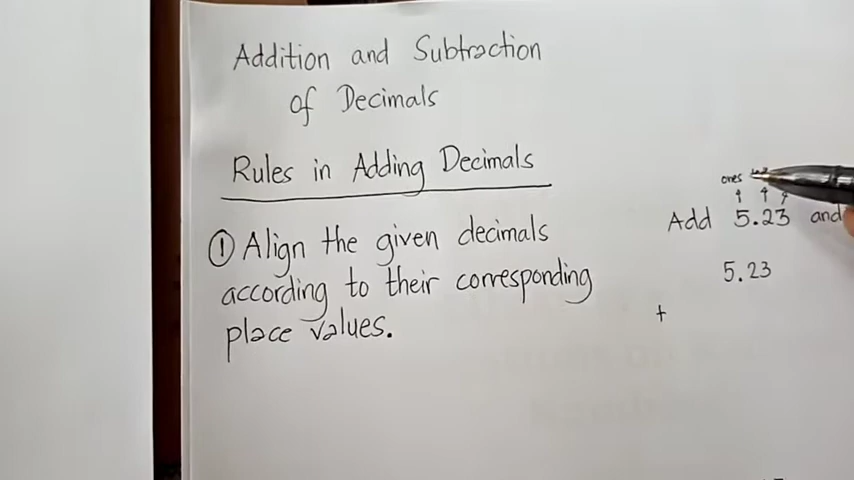 Addition and Subtraction
of Decimals
Rules in Adding Decimals
① Align the given decimals
according to their corresponding
place values.
ones
Add 5.23 and
5.23
+